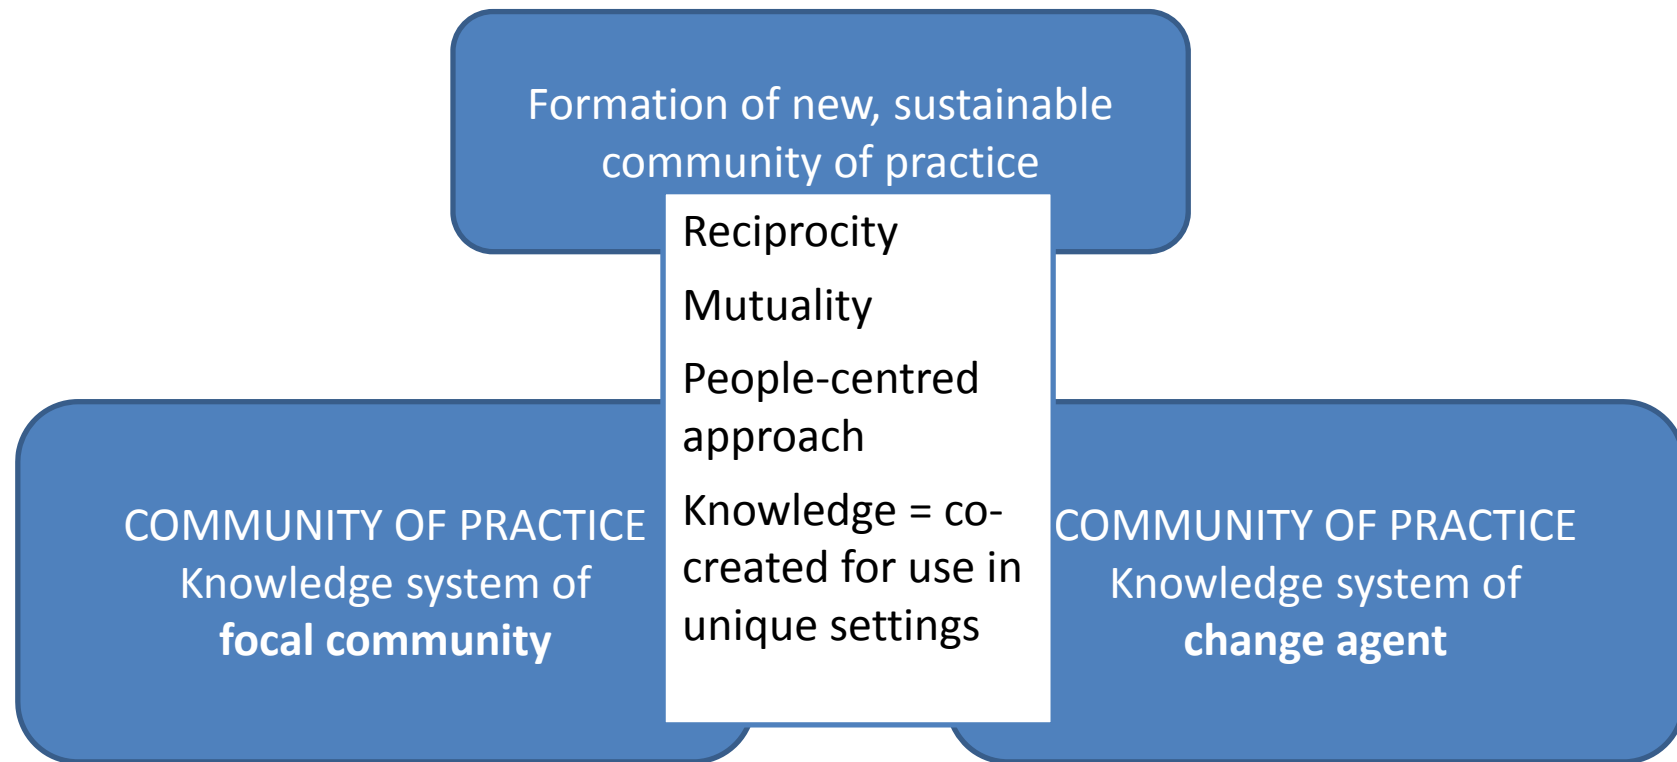 Formation of new, sustainable
community of practice
Reciprocity
Mutuality
People-centred
approach
Knowledge = co-
created for use in
unique settings
COMMUNITY OF PRACTICE
Knowledge system of
focal community
COMMUNITY OF PRACTICE
Knowledge system of
change agent